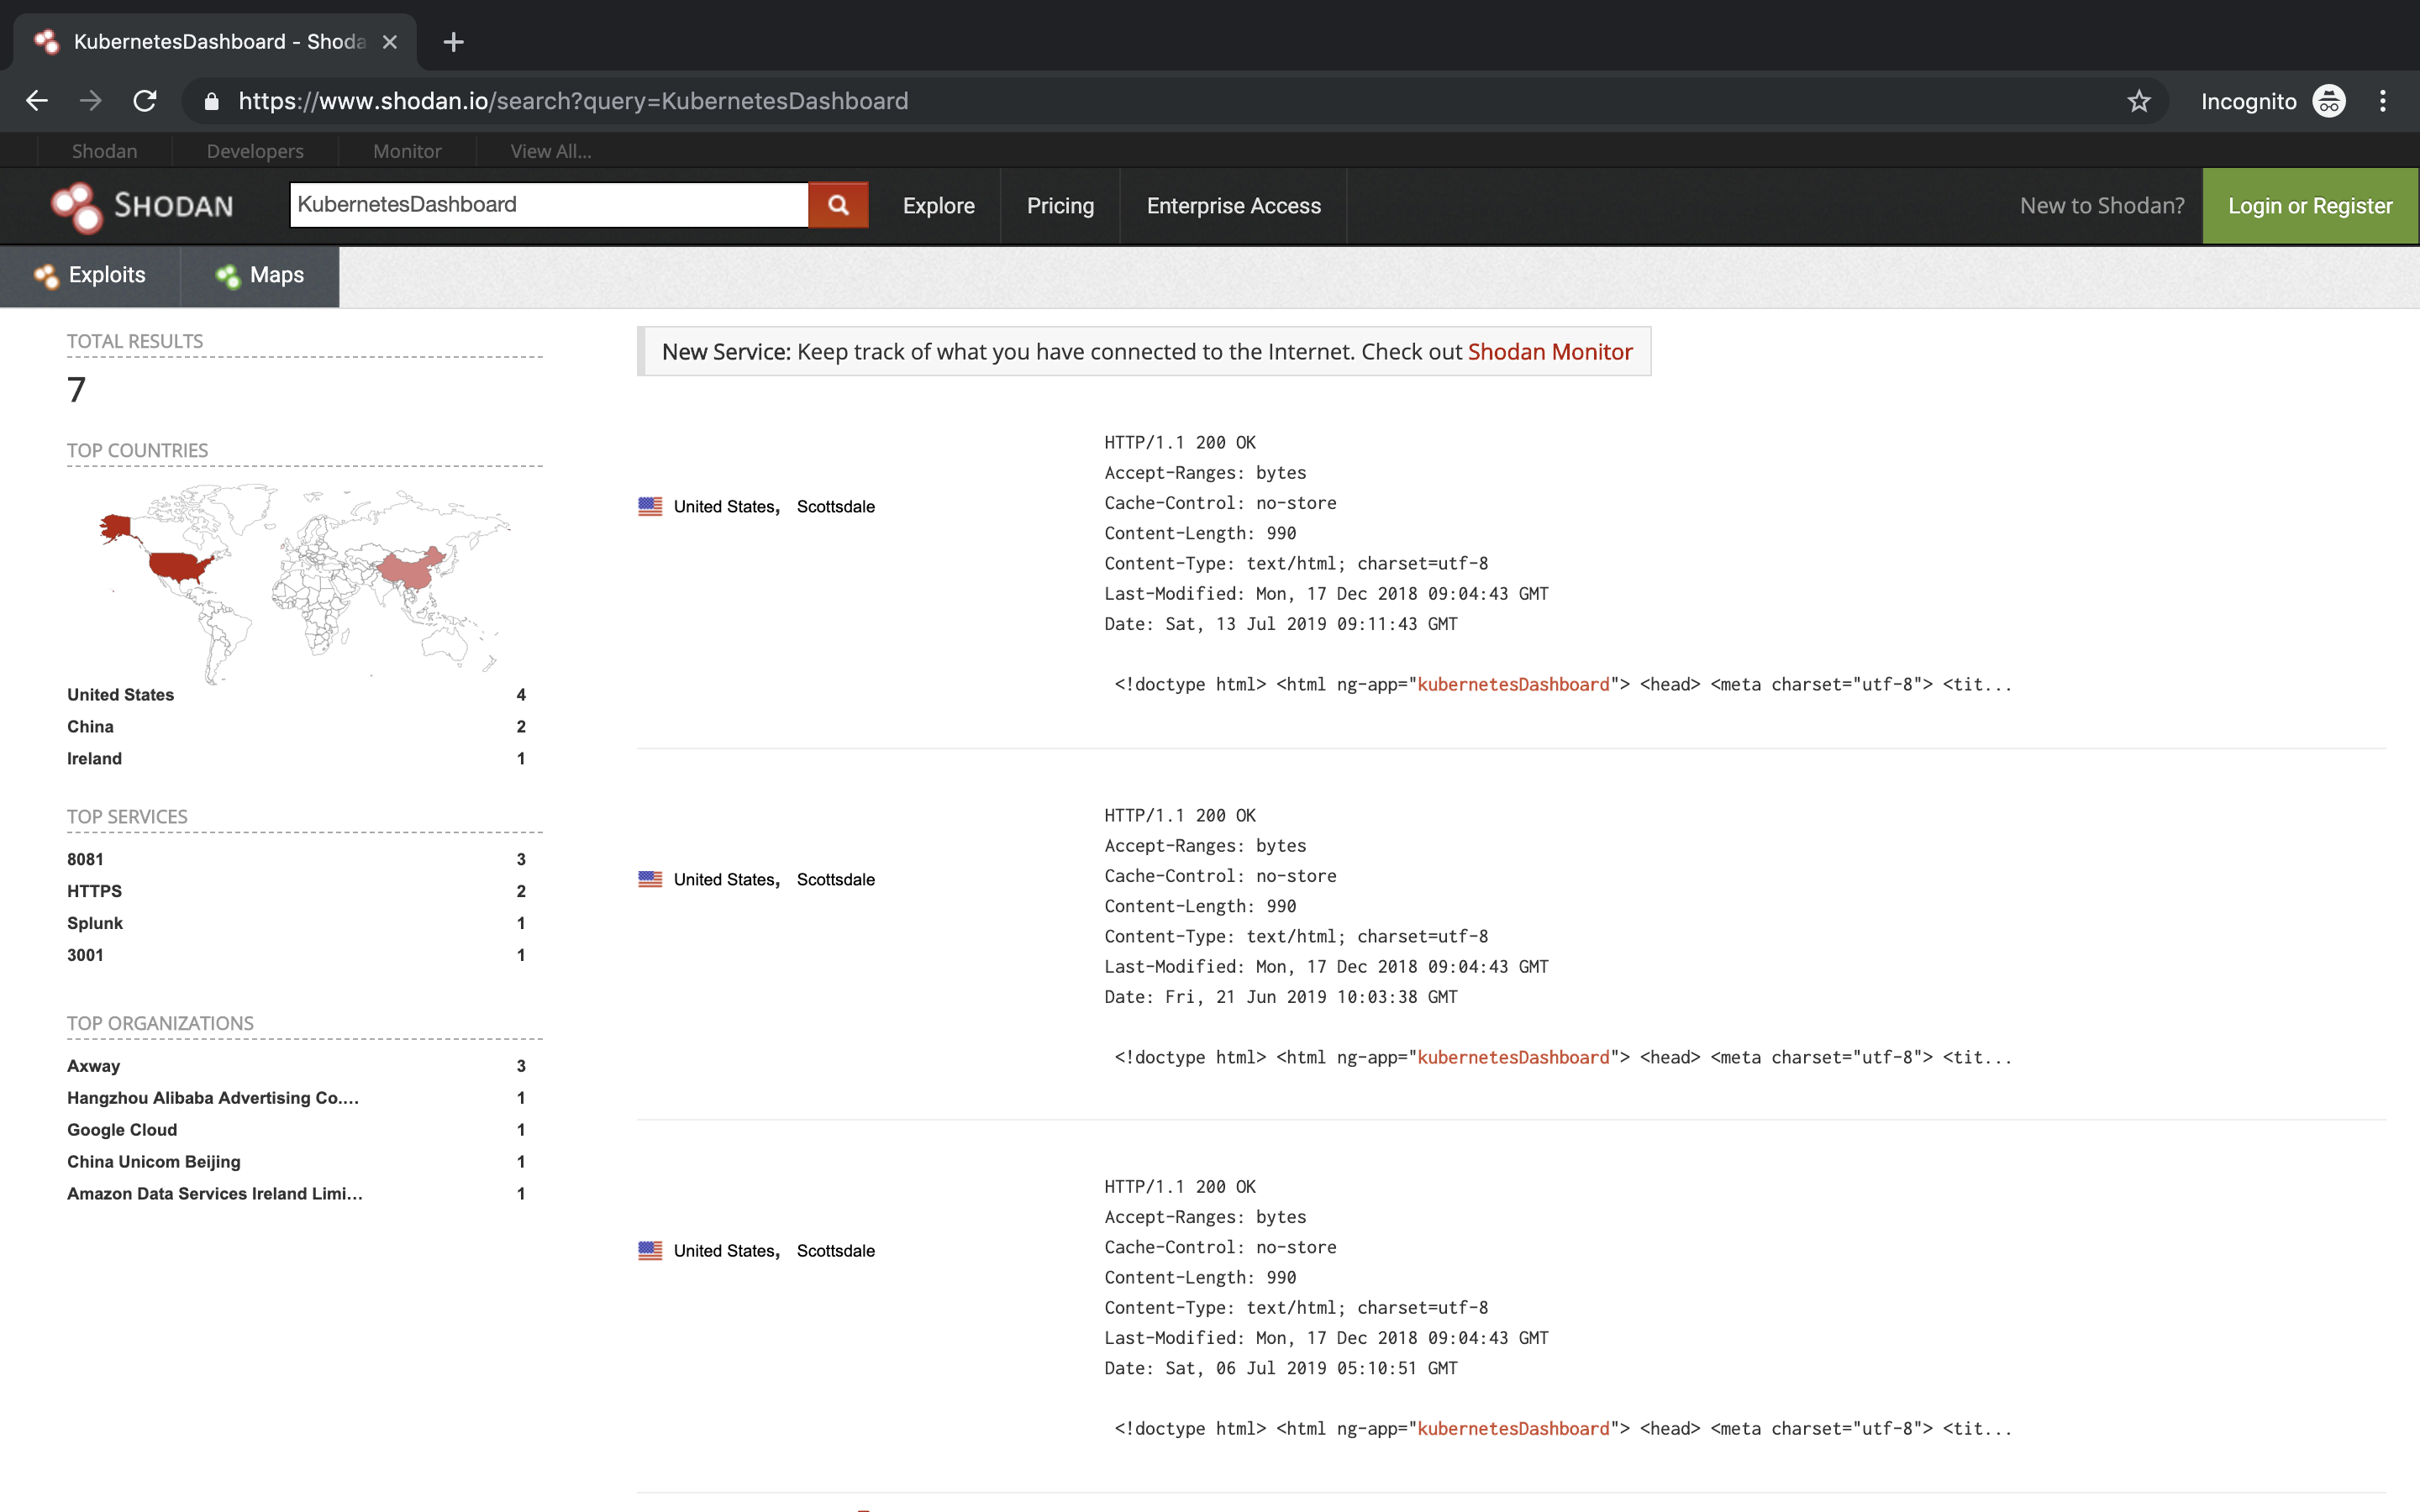 KubernetesDashboard - Shoda
https://www.shodan.io/search?query=KubernetesDashboard
Incognito
Shodan Developers Monitor View All...
SHODAN
KubernetesDashboard
Explore Pricing Enterprise Access
New to Shodan? Login or Register
Exploits Maps
TOTAL RESULTS
7
TOP COUNTRIES
United States 4
China 2
Ireland 1
TOP SERVICES
8081 3
HTTPS 2
Splunk 1
3001 1
TOP ORGANIZATIONS
Axway 3
Hangzhou Alibaba Advertising Co.... 1
Google Cloud 1
China Unicom Beijing 1
Amazon Data Services Ireland Limi... 1
New Service: Keep track of what you have connected to the Internet. Check out Shodan Monitor
United States, Scottsdale
HTTP/1.1 200 OK
Accept-Ranges: bytes
Cache-Control: no-store
Content-Length: 990
Content-Type: text/html; charset=utf-8
Last-Modified: Mon, 17 Dec 2018 09:04:43 GMT
Date: Sat, 13 Jul 2019 09:11:43 GMT
<!doctype html> <html ng-app="kubernetesDashboard"> <head> <meta charset="utf-8"> <tit...
United States, Scottsdale
HTTP/1.1 200 OK
Accept-Ranges: bytes
Cache-Control: no-store
Content-Length: 990
Content-Type: text/html; charset=utf-8
Last-Modified: Mon, 17 Dec 2018 09:04:43 GMT
Date: Fri, 21 Jun 2019 10:03:38 GMT
<!doctype html> <html ng-app="kubernetesDashboard"> <head> <meta charset="utf-8"> <tit...
United States, Scottsdale
HTTP/1.1 200 OK
Accept-Ranges: bytes
Cache-Control: no-store
Content-Length: 990
Content-Type: text/html; charset=utf-8
Last-Modified: Mon, 17 Dec 2018 09:04:43 GMT
Date: Sat, 06 Jul 2019 05:10:51 GMT
<!doctype html> <html ng-app="kubernetesDashboard"> <head> <meta charset="utf-8"> <tit...